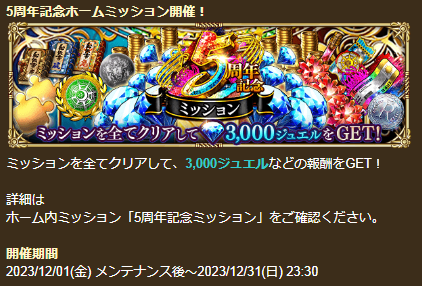 5周年記念ホームミッション開催！
5周年記念
ミッション
ミッションを全てクリアして 3,000ジュエルをGET!
ミッションを全てクリアして、3,000ジュエルなどの報酬をGET！
詳細は
ホーム内ミッション「5周年記念ミッション」をご確認ください。
開催期間
2023/12/01(金) メンテナンス後～2023/12/31(日) 23:30